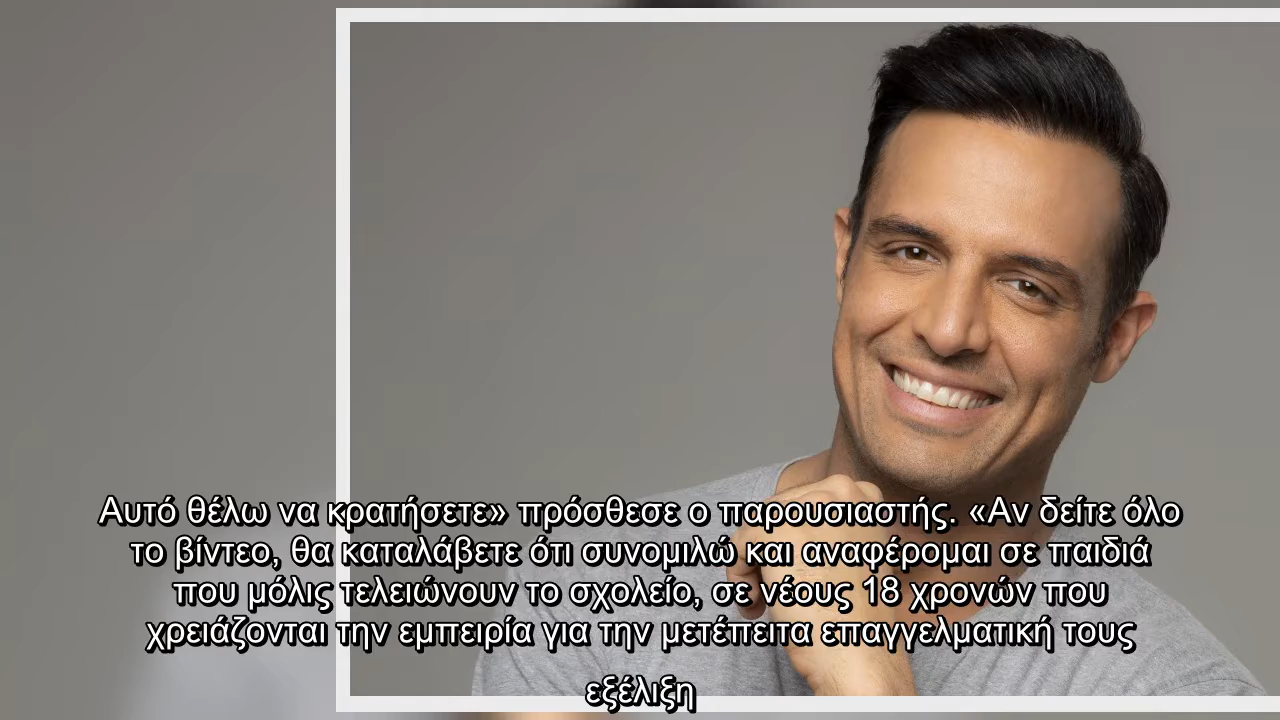 Αυτό θέλω να κρατήσετε» πρόσθεσε ο παρουσιαστής. «Αν δείτε όλο
το βίντεο, θα καταλάβετε ότι συνομιλώ και αναφέρομαι σε παιδιά
που μόλις τελειώνουν το σχολείο, σε νέους 18 χρονών που
χρειάζονται την εμπειρία για την μετέπειτα επαγγελματική τους
εξέλιξη